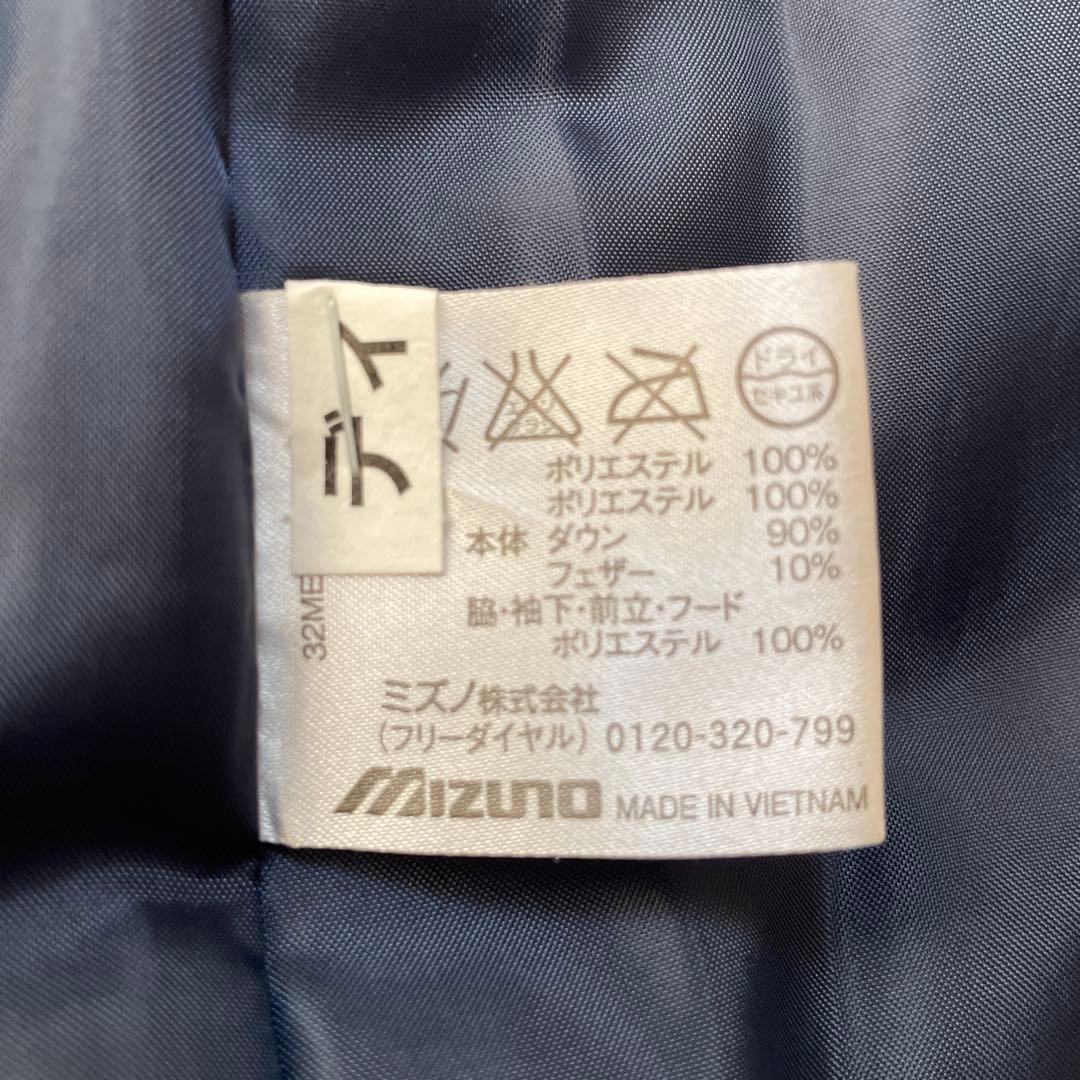 ディ
ドライ
セキユ系
ポリエステル 100%
ポリエステル 100%
本体 ダウン 90%
フェザー 10%
脇・袖下・前立・フード
ポリエステル 100%
32ME
ミズノ株式会社
(フリーダイヤル) 0120-320-799
MIZUNO MADE IN VIETNAM